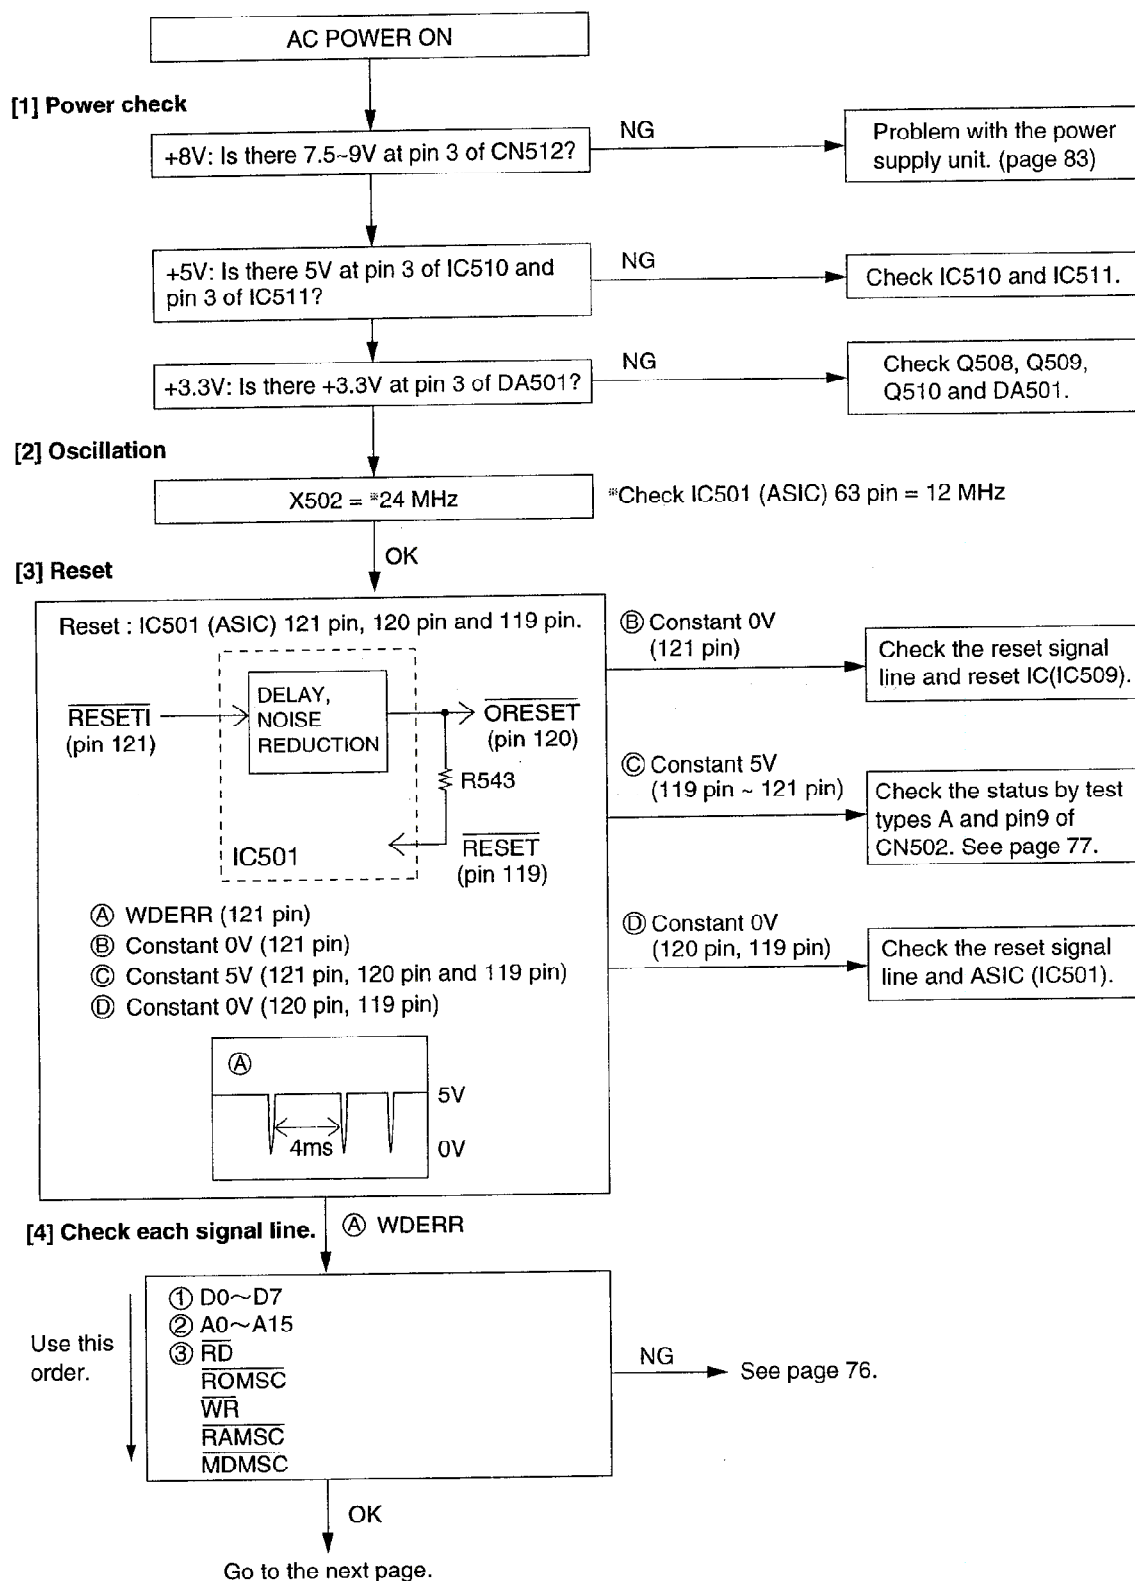 AC POWER ON
[1] Power check
+8V: Is there 7.5~9V at pin 3 of CN512?
NG
Problem with the power
supply unit. (page 83)
+5V: Is there 5V at pin 3 of IC510 and
pin 3 of IC511?
NG
Check IC510 and IC511.
+3.3V: Is there +3.3V at pin 3 of DA501?
NG
Check Q508, Q509,
Q510 and DA501.
[2] Oscillation
X502 = *24 MHz
*Check IC501 (ASIC) 63 pin = 12 MHz
OK
[3] Reset
Reset : IC501 (ASIC) 121 pin, 120 pin and 119 pin.
DELAY,
NOISE
REDUCTION
RESETI
(pin 121)
ORESET
(pin 120)
R543
RESET
(pin 119)
IC501
Ⓐ WDERR (121 pin)
Ⓑ Constant 0V (121 pin)
Ⓒ Constant 5V (121 pin, 120 pin and 119 pin)
Ⓓ Constant 0V (120 pin, 119 pin)
Ⓐ
5V
4ms
0V
Ⓑ Constant 0V
(121 pin)
Check the reset signal
line and reset IC(IC509).
Ⓒ Constant 5V
(119 pin ~ 121 pin)
Check the status by test
types A and pin9 of
CN502. See page 77.
Ⓓ Constant 0V
(120 pin, 119 pin)
Check the reset signal
line and ASIC (IC501).
[4] Check each signal line.
Ⓐ WDERR
Use this
order.
① D0~D7
② A0~A15
③ RD
ROMSC
WR
RAMSC
MDMSC
NG
See page 76.
OK
Go to the next page.